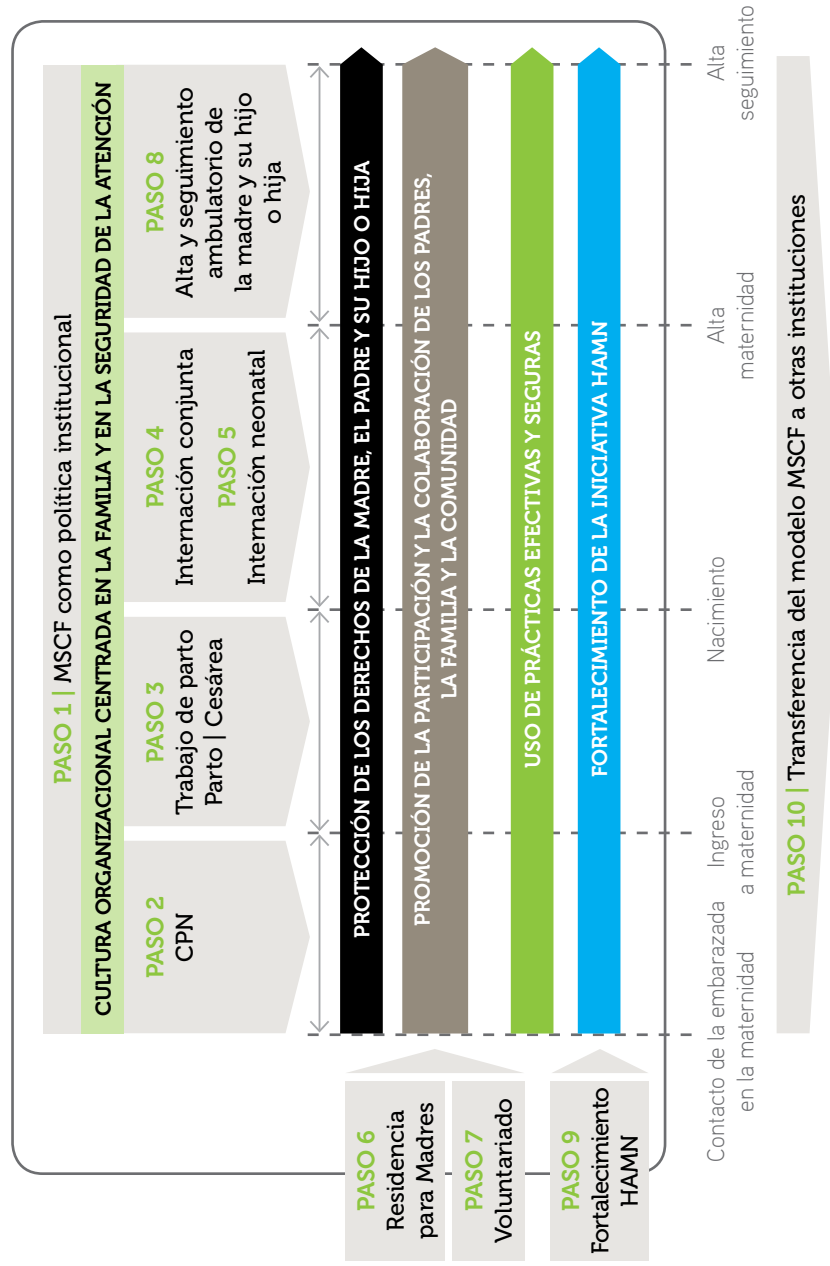 PASO 1 | MSCF como política institucional
CULTURA ORGANIZACIONAL CENTRADA EN LA FAMILIA Y EN LA SEGURIDAD DE LA ATENCIÓN
PASO 2
CPN
PASO 3
Trabajo de parto
Parto | Cesárea
PASO 4
Internación conjunta
PASO 5
Internación neonatal
PASO 8
Alta y seguimiento
ambulatorio de
la madre y su hijo
o hija
PASO 6
Residencia
para Madres
PASO 7
Voluntariado
PASO 9
Fortalecimiento
HAMN
PROTECCIÓN DE LOS DERECHOS DE LA MADRE, EL PADRE Y SU HIJO O HIJA
PROMOCIÓN DE LA PARTICIPACIÓN Y LA COLABORACIÓN DE LOS PADRES,
LA FAMILIA Y LA COMUNIDAD
USO DE PRÁCTICAS EFECTIVAS Y SEGURAS
FORTALECIMIENTO DE LA INICIATIVA HAMN
Contacto de la embarazada
en la maternidad
Ingreso
a maternidad
Nacimiento
Alta
maternidad
Alta
seguimiento
PASO 10 | Transferencia del modelo MSCF a otras instituciones